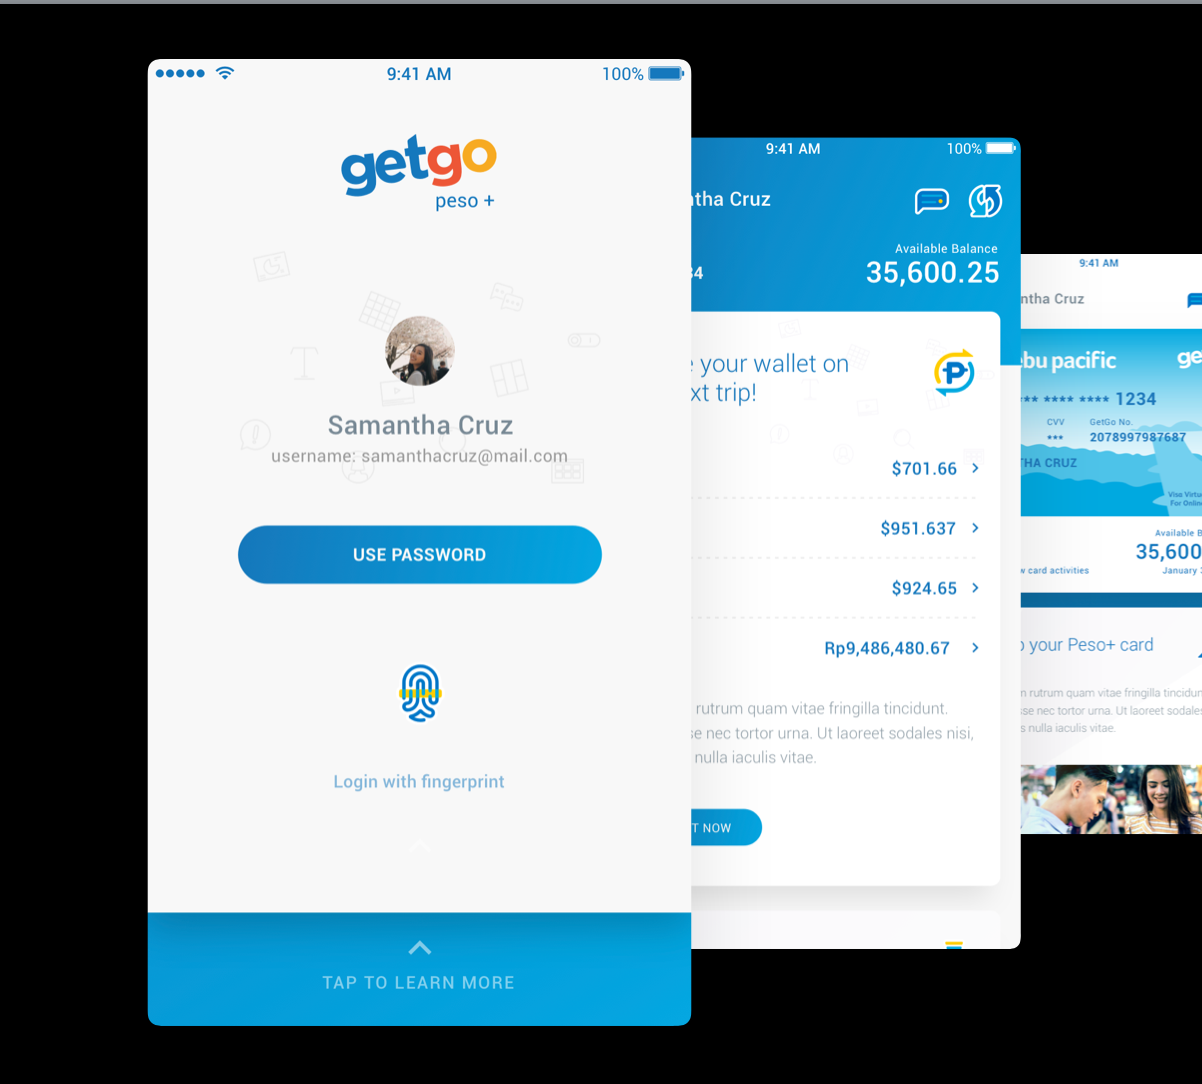 9:41 AM
100%
getgo
peso +
Samantha Cruz
username: samanthacruz@mail.com
USE PASSWORD
Login with fingerprint
TAP TO LEARN MORE
9:41 AM
100%
tha Cruz
Available Balance
34
35,600.25
your wallet on
xt trip!
P
$701.66
$951.637
$924.65
Rp9,486,480.67
rutrum quam vitae fringilla tincidunt.
se nec tortor urna. Ut laoreet sodales nisi,
nulla iaculis vitae.
T NOW
9:41 AM
ntha Cruz
bu pacific
ge
** **** **** 1234
CVV
GetGo No.
***
2078997987687
HA CRUZ
Visa Virtu
For Onlin
Available B
35,600
w card activities
January
your Peso+ card
n rutrum quam vitae fringilla tincidun
se nec tortor urna. Ut laoreet sodales
s nulla iaculis vitae.